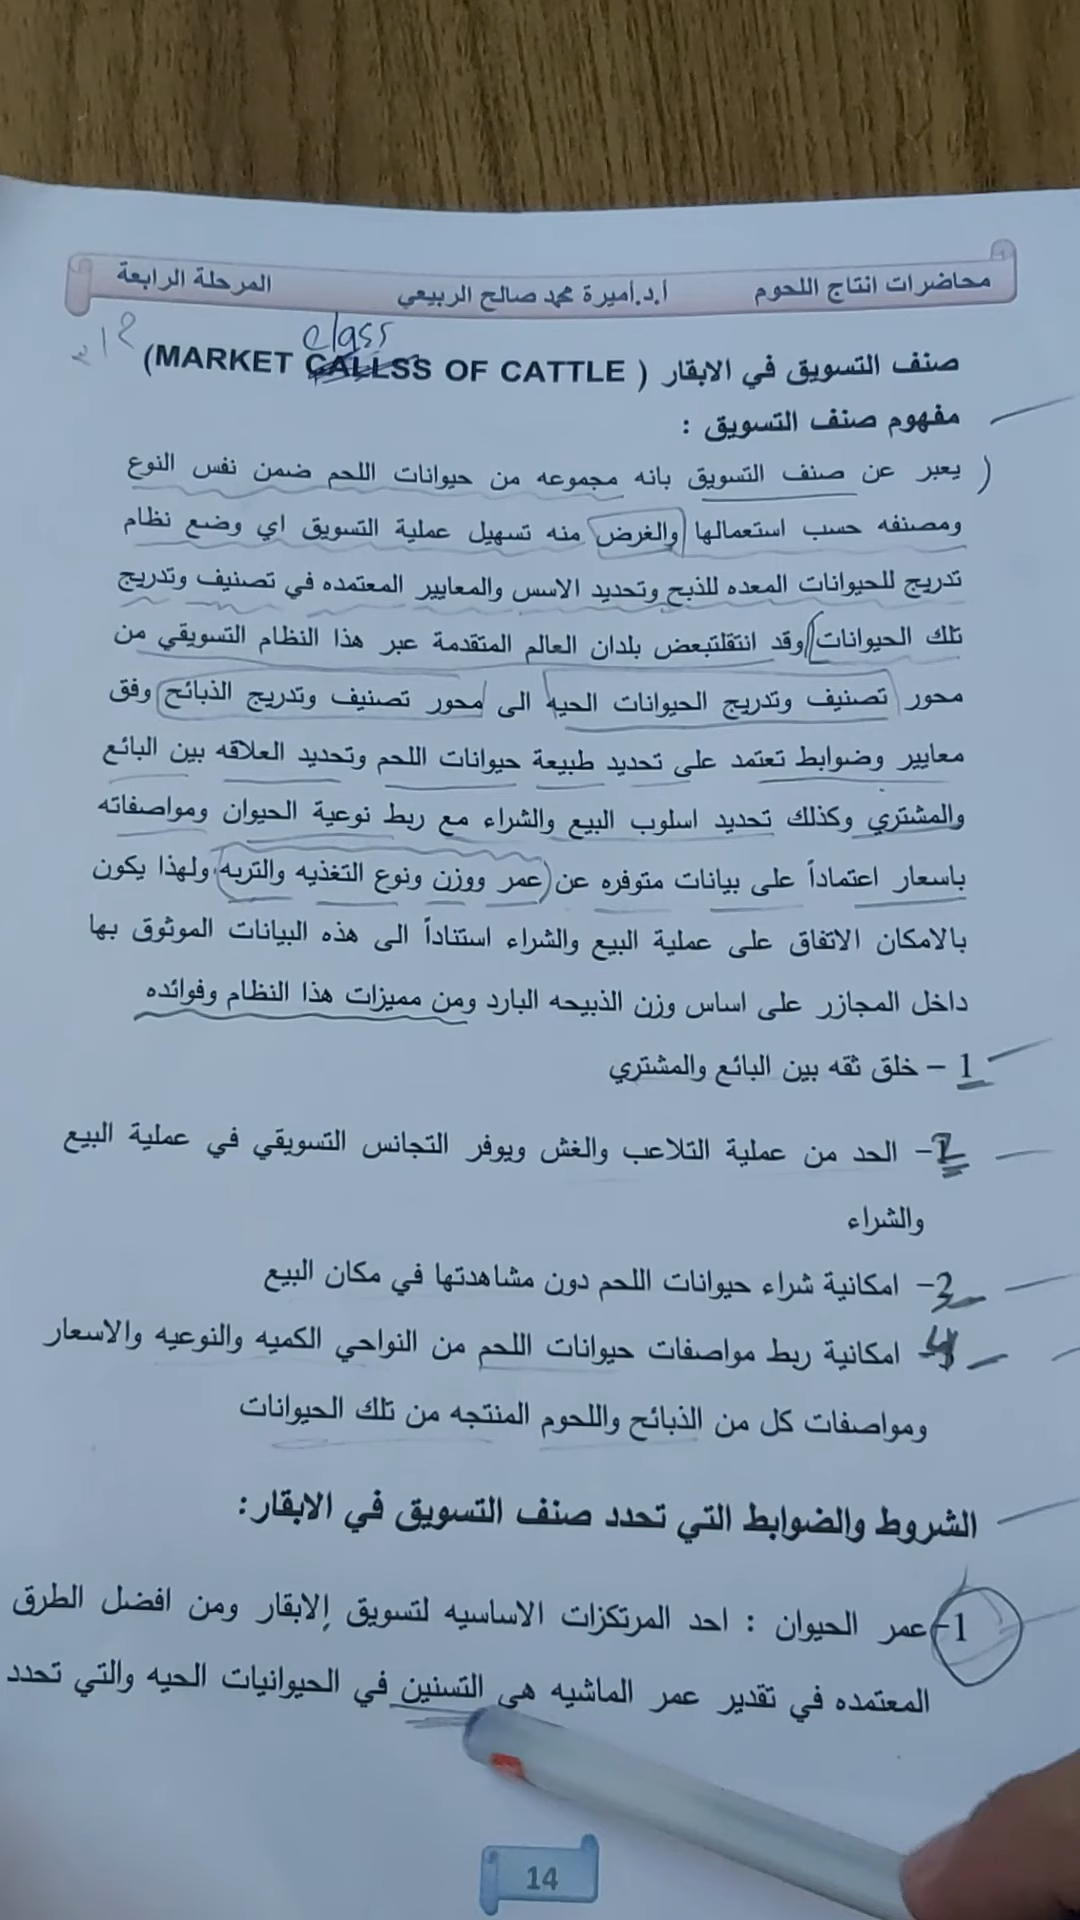 محاضرات انتاج اللحوم أ.د.أميرة محمد صالح الربيعي المرحلة الرابعة
class
صنف التسويق في الابقار ( MARKET CALLSS OF CATTLE)
مفهوم صنف التسويق :
( يعبر عن صنف التسويق بانه مجموعه من حيوانات اللحم ضمن نفس النوع
ومصنفه حسب استعمالها والغرض منه تسهيل عملية التسويق اي وضع نظام
تدريج للحيوانات المعده للذبح وتحديد الاسس والمعايير المعتمده في تصنيف وتدريج
تلك الحيوانات وقد انتقلتبعض بلدان العالم المتقدمة عبر هذا النظام التسويقي من
محور تصنيف وتدريج الحيوانات الحيه الى محور تصنيف وتدريج الذبائح وفق
معايير وضوابط تعتمد على تحديد طبيعة حيوانات اللحم وتحديد العلاقه بين البائع
والمشتري وكذلك تحديد اسلوب البيع والشراء مع ربط نوعية الحيوان ومواصفاته
باسعار اعتماداً على بيانات متوفره عن (عمر ووزن ونوع التغذيه والتربه) ولهذا يكون
بالامكان الاتفاق على عملية البيع والشراء استناداً الى هذه البيانات الموثوق بها
داخل المجازر على اساس وزن الذبيحه البارد ومن مميزات هذا النظام وفوائده
1 – خلق ثقه بين البائع والمشتري
2- الحد من عملية التلاعب والغش ويوفر التجانس التسويقي في عملية البيع
والشراء
3- امكانية شراء حيوانات اللحم دون مشاهدتها في مكان البيع
4- امكانية ربط مواصفات حيوانات اللحم من النواحي الكميه والنوعيه والاسعار
ومواصفات كل من الذبائح واللحوم المنتجه من تلك الحيوانات
الشروط والضوابط التي تحدد صنف التسويق في الابقار:
1- عمر الحيوان : احد المرتكزات الاساسيه لتسويق الابقار ومن افضل الطرق
المعتمده في تقدير عمر الماشيه هي التسنين في الحيوانيات الحيه والتي تحدد
14